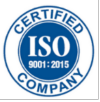 CERTIFIED
ISO
9001:2015
COMPANY